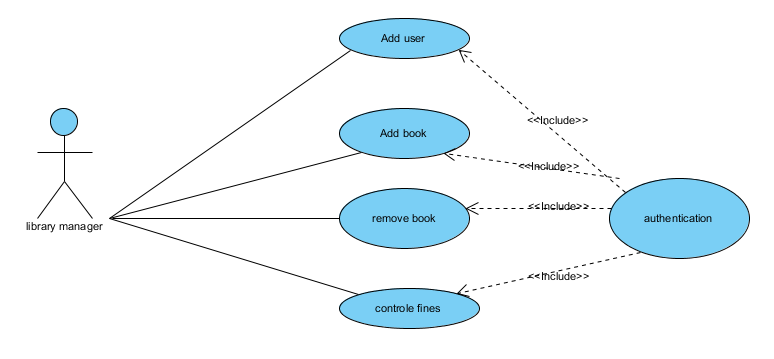 Add user
<<Include>>
Add book
<<Include>>
<<Include>>
remove book
authentication
library manager
<<Include>>
controle fines